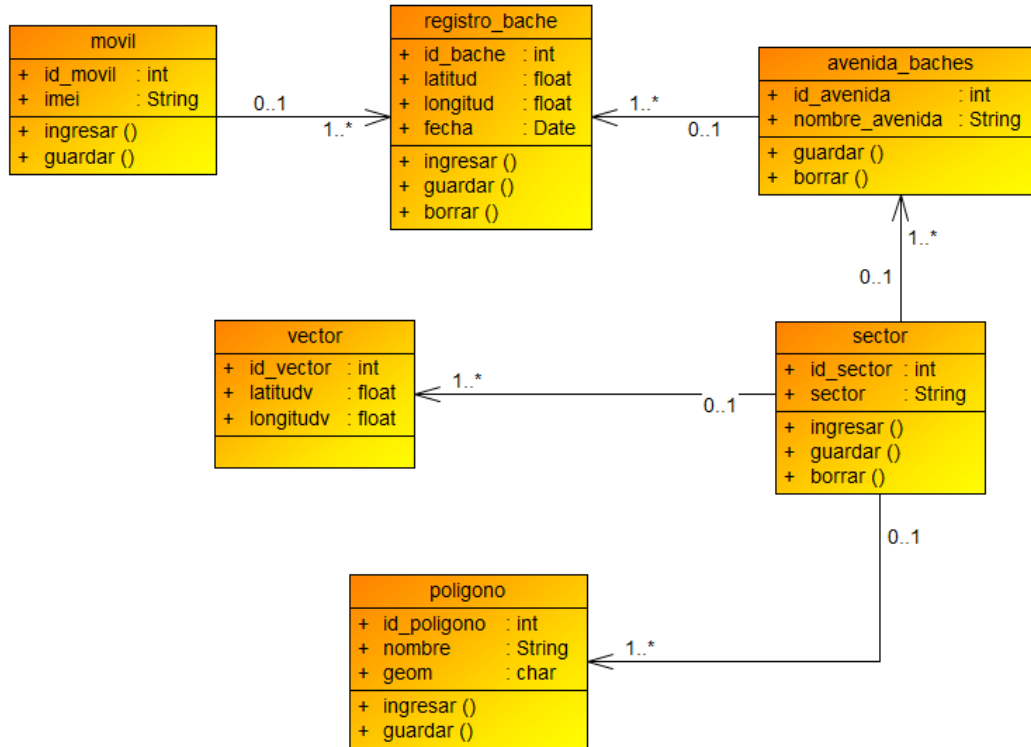 movil
+ id_movil : int
+ imei : String
+ ingresar ()
+ guardar ()
0..1
1..*
registro_bache
+ id_bache : int
+ latitud : float
+ longitud : float
+ fecha : Date
+ ingresar ()
+ guardar ()
+ borrar ()
1..*
0..1
avenida_baches
+ id_avenida : int
+ nombre_avenida : String
+ guardar ()
+ borrar ()
1..*
0..1
vector
+ id_vector : int
+ latitudv : float
+ longitudv : float
1..*
0..1
sector
+ id_sector : int
+ sector : String
+ ingresar ()
+ guardar ()
+ borrar ()
0..1
1..*
poligono
+ id_poligono : int
+ nombre : String
+ geom : char
+ ingresar ()
+ guardar ()